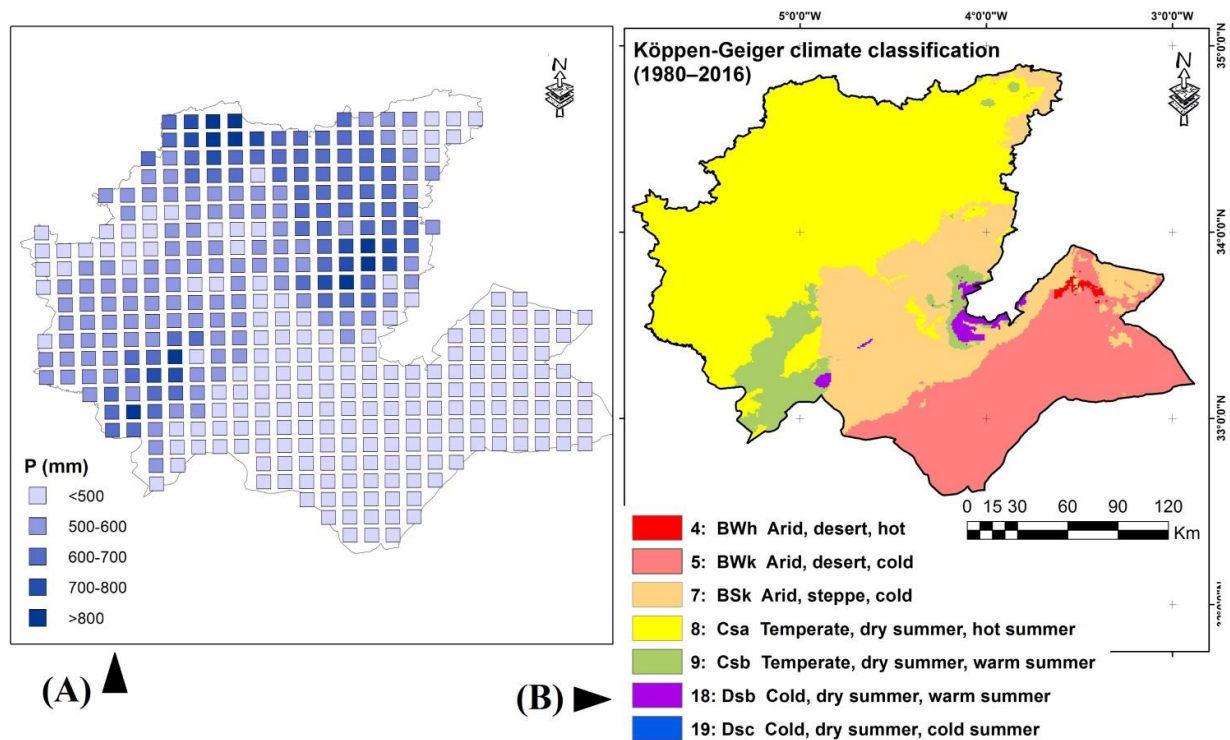 N
P (mm)
<500
500-600
600-700
700-800
>800
(A)
5°0'0"W 4°0'0"W 3°0'0"W
Köppen-Geiger climate classification
(1980–2016)
N
35°0'0"N
34°0'0"N
33°0'0"N
32°0'0"N
0 15 30 60 90 120
Km
4: BWh Arid, desert, hot
5: BWk Arid, desert, cold
7: BSk Arid, steppe, cold
8: Csa Temperate, dry summer, hot summer
9: Csb Temperate, dry summer, warm summer
18: Dsb Cold, dry summer, warm summer
19: Dsc Cold, dry summer, cold summer
(B)